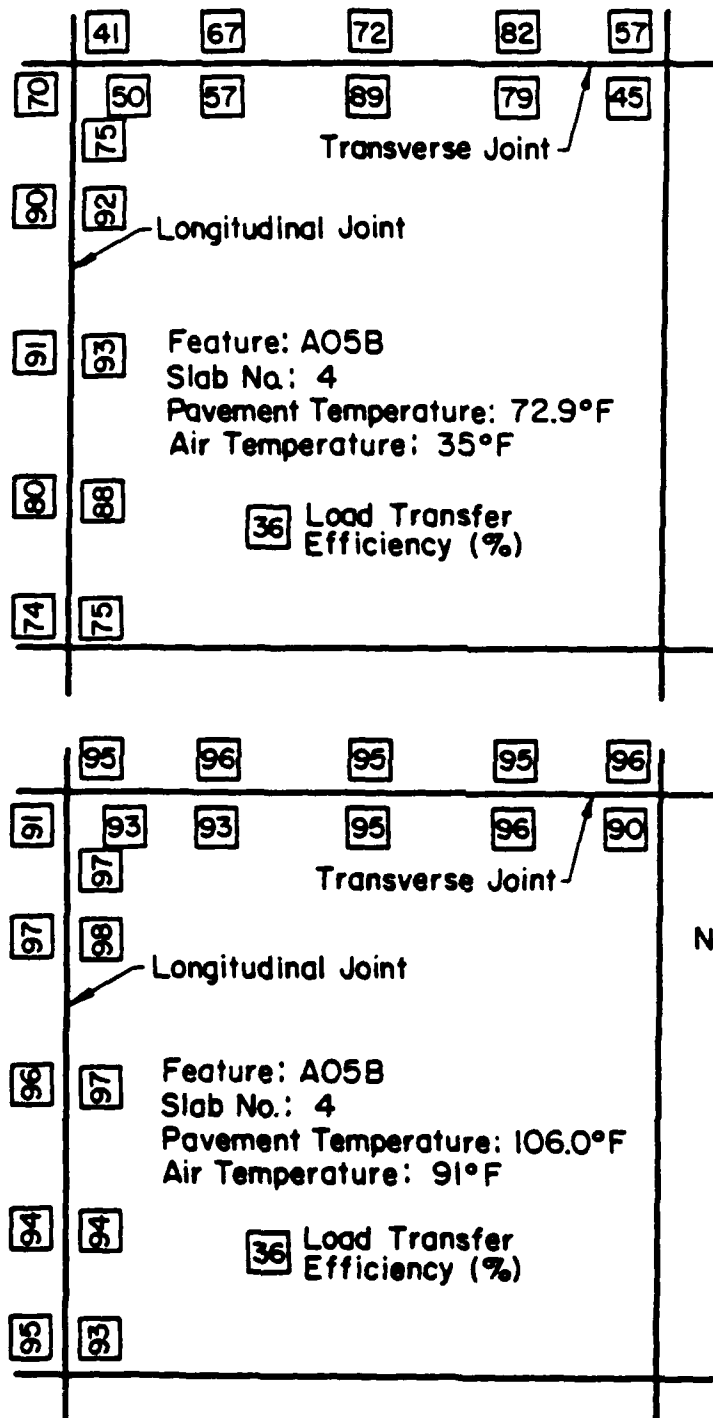 41 67 72 82 57
70 50 57 89 79 45
75
Transverse Joint
90 92
Longitudinal Joint
91 93
Feature: A05B
Slab No.: 4
Pavement Temperature: 72.9°F
Air Temperature: 35°F
80 88
36 Load Transfer
Efficiency (%)
74 75
95 96 95 95 96
91 93 93 95 96 90
97
Transverse Joint
97 98
N
Longitudinal Joint
96 97
Feature: A05B
Slab No.: 4
Pavement Temperature: 106.0°F
Air Temperature: 91°F
94 94
36 Load Transfer
Efficiency (%)
95 93